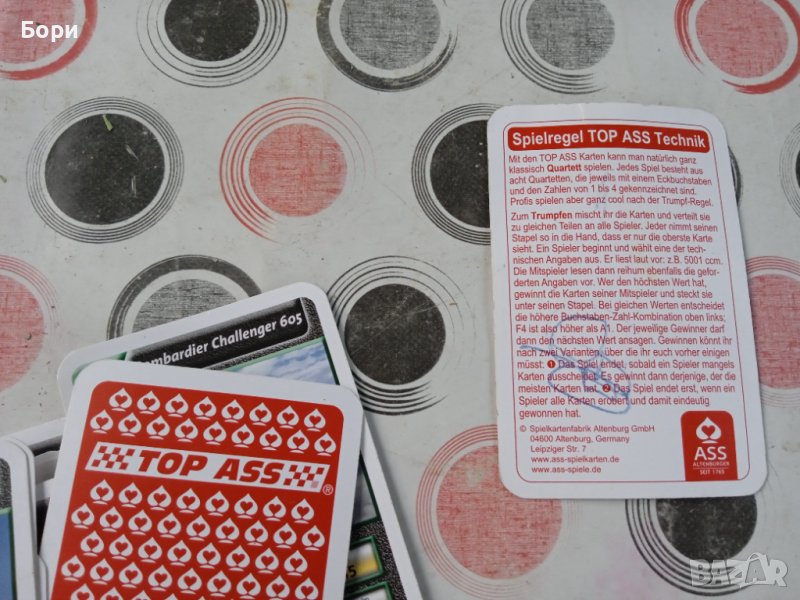 Бори
Spielregel TOP ASS Technik
Mit den TOP ASS Karten kann man natürlich ganz
klassisch Quartett spielen. Jedes Spiel besteht aus
acht Quartetten, die jeweils mit einem Eckbuchstaben
und den Zahlen von 1 bis 4 gekennzeichnet sind.
Profis spielen aber ganz cool nach der Trumpf-Regel.
Zum Trumpfen mischt ihr die Karten und verteilt sie
zu gleichen Teilen an alle Spieler. Jeder nimmt seinen
Stapel so in die Hand, dass er nur die oberste Karte
sieht. Ein Spieler beginnt und wählt eine der tech-
nischen Angaben aus. Er liest laut vor: z.B. 5001 ccm.
Die Mitspieler lesen dann reihum ebenfalls die gefor-
derten Angaben vor. Wer den höchsten Wert hat,
gewinnt die Karten seiner Mitspieler und steckt sie
unter seinen Stapel. Bei gleichen Werten entscheidet
die höhere Buchstaben-Zahl-Kombination oben links;
F4 ist also höher als A1. Der jeweilige Gewinner darf
dann den nächsten Wert ansagen. Gewinnen könnt ihr
nach zwei Varianten, über die ihr euch vorher einigen
müsst: ❶ Das Spiel endet, sobald ein Spieler mangels
Karten ausscheidet. Es gewinnt dann derjenige, der die
meisten Karten hat. ❷ Das Spiel endet erst, wenn ein
Spieler alle Karten erobert und damit eindeutig
gewonnen hat.
© Spielkartenfabrik Altenburg GmbH
04600 Altenburg, Germany
Leipziger Str. 7
www.ass-spielkarten.de
www.ass-spiele.de
ASS
ALTENBURGER
SEIT 1765
Bombardier Challenger 605
TOP ASS
®
bazar